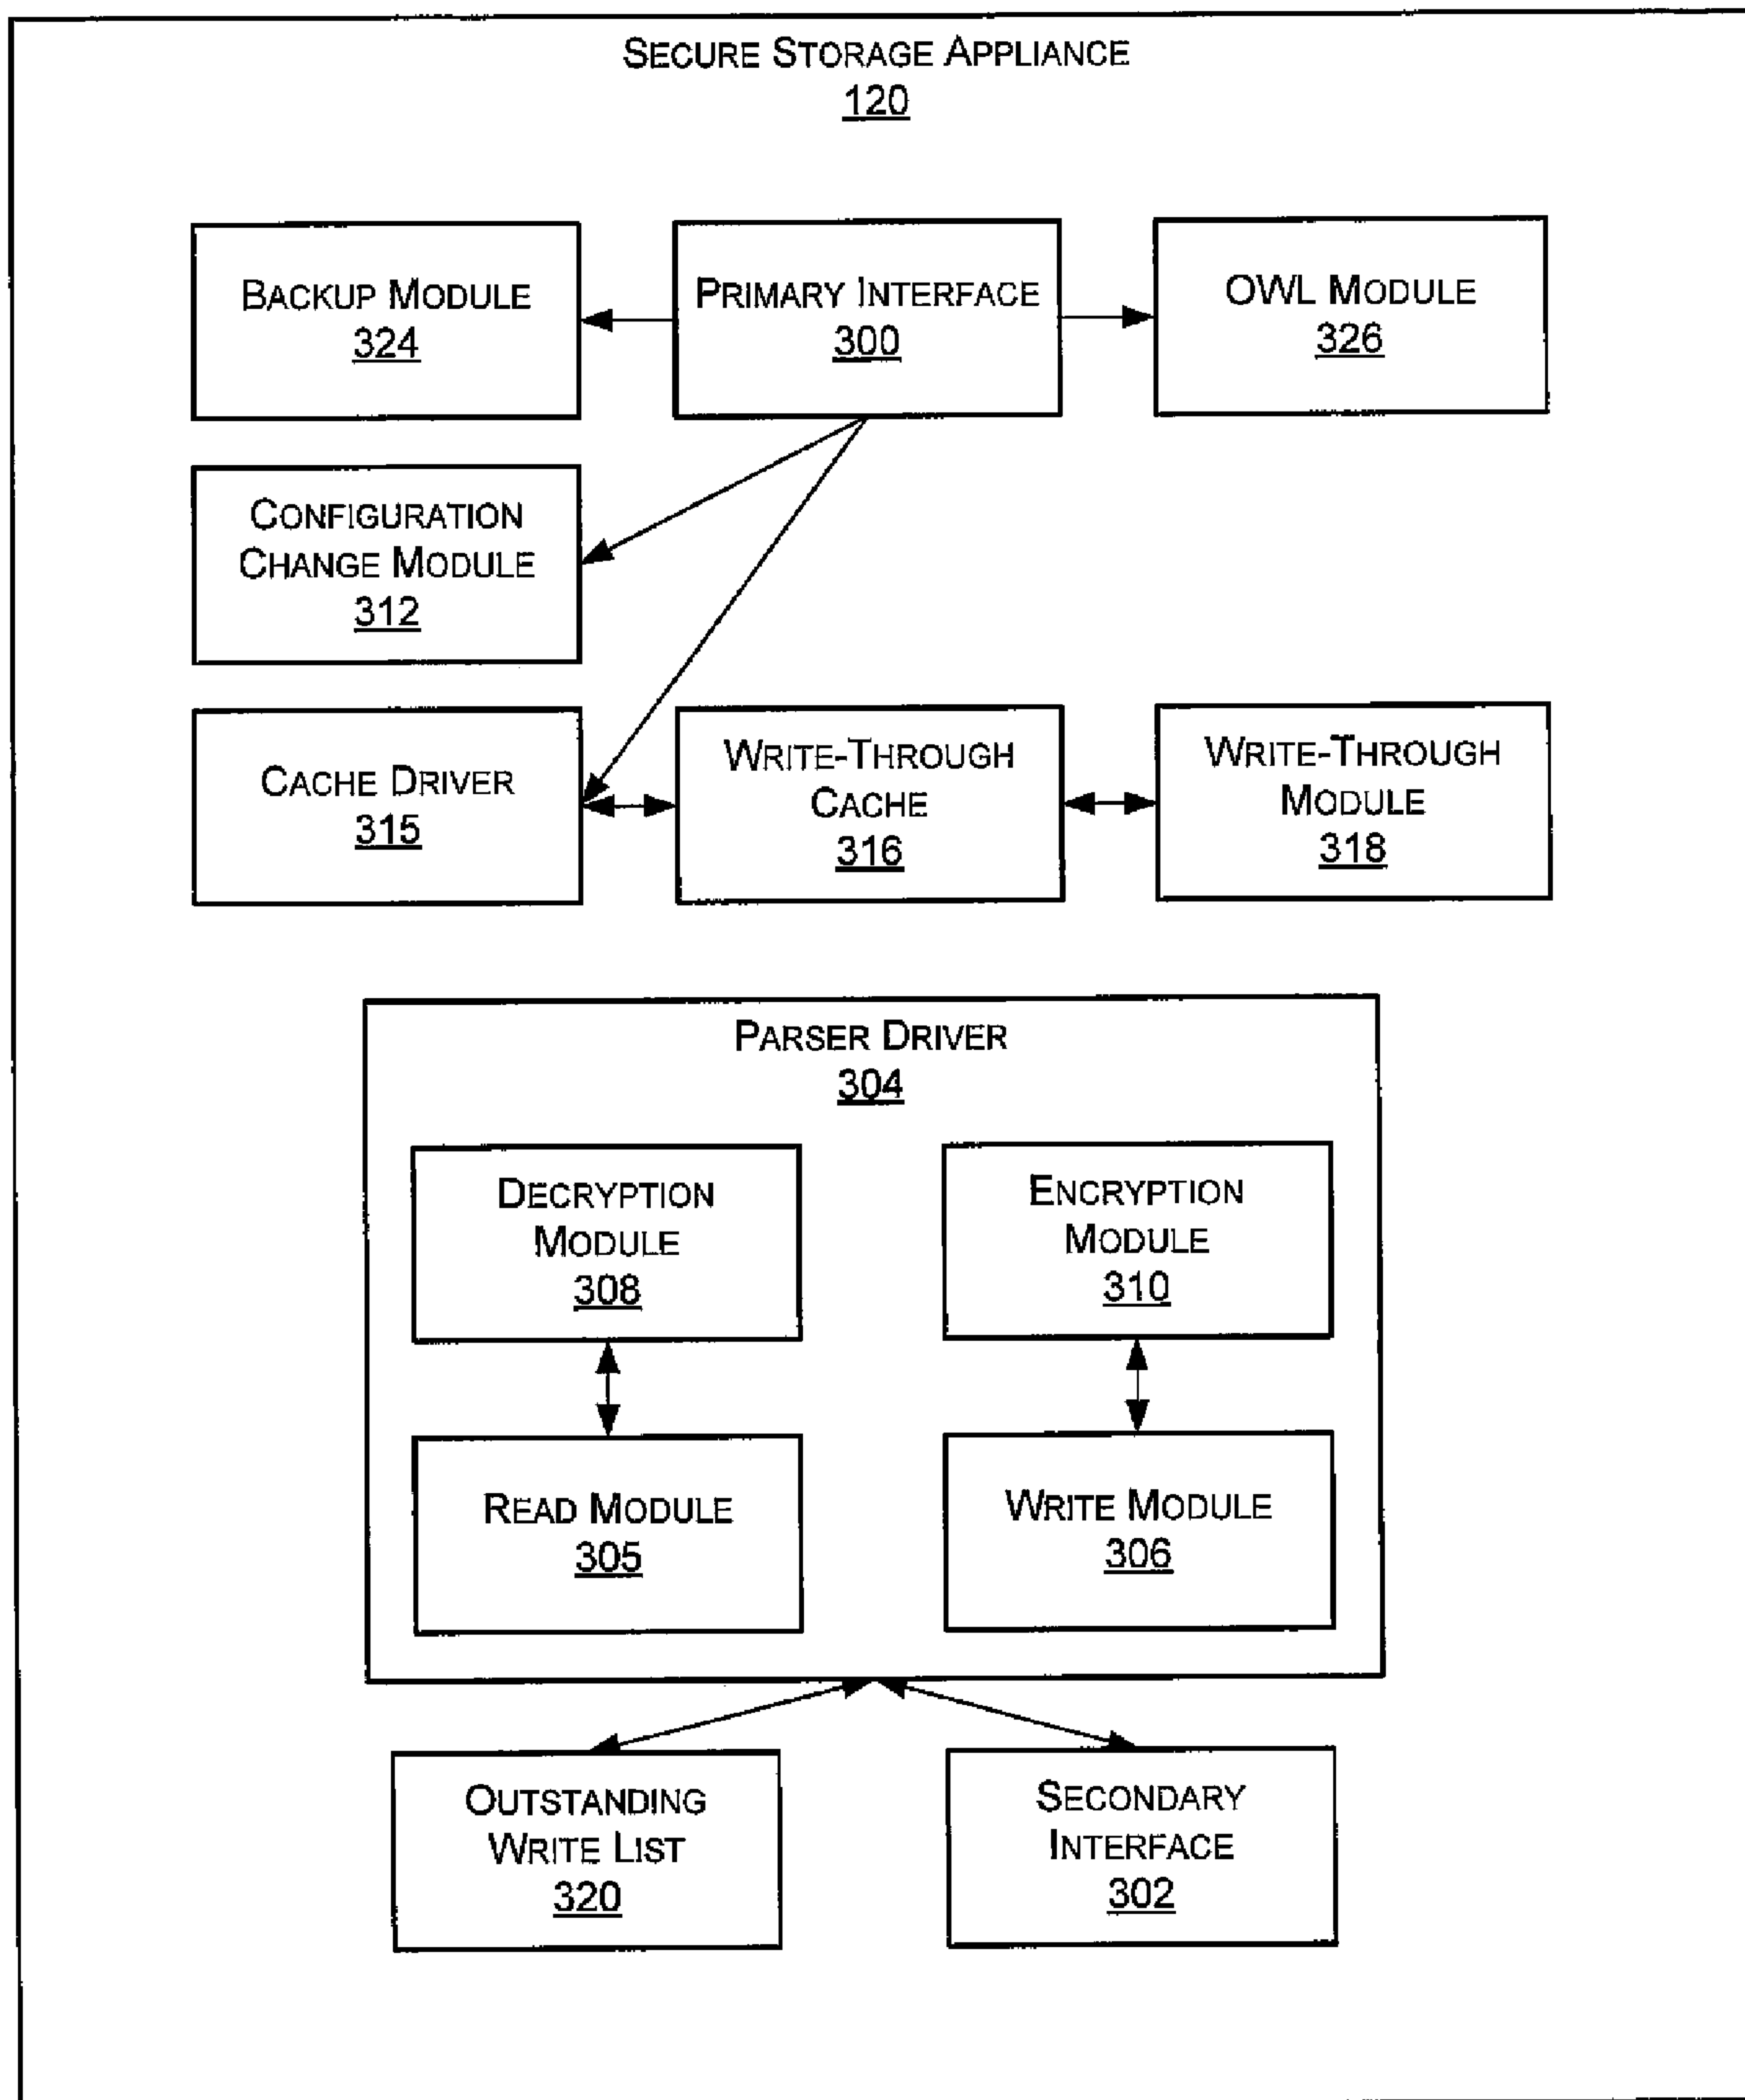 SECURE STORAGE APPLIANCE
120
BACKUP MODULE
324
PRIMARY INTERFACE
300
OWL MODULE
326
CONFIGURATION
CHANGE MODULE
312
CACHE DRIVER
315
WRITE-THROUGH
CACHE
316
WRITE-THROUGH
MODULE
318
PARSER DRIVER
304
DECRYPTION
MODULE
308
ENCRYPTION
MODULE
310
READ MODULE
305
WRITE MODULE
306
OUTSTANDING
WRITE LIST
320
SECONDARY
INTERFACE
302